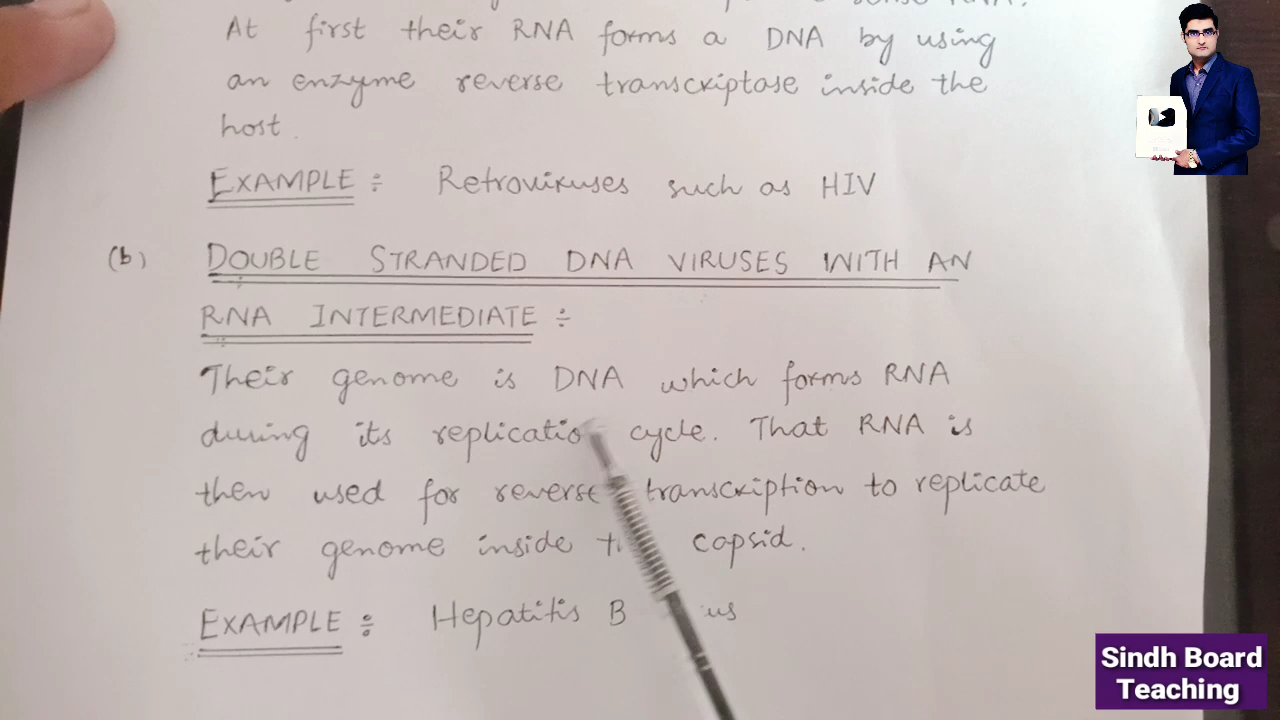 sense RNA.
At first their RNA forms a DNA by using
an enzyme reverse transcriptase inside the
host.
EXAMPLE :
Retroviruses such as HIV
(b) DOUBLE STRANDED DNA VIRUSES WITH AN
RNA INTERMEDIATE :
Their genome is DNA which forms RNA
during its replication cycle. That RNA is
then used for reverse transcription to replicate
their genome inside capsid.
EXAMPLE : Hepatitis B
Sindh Board
Teaching